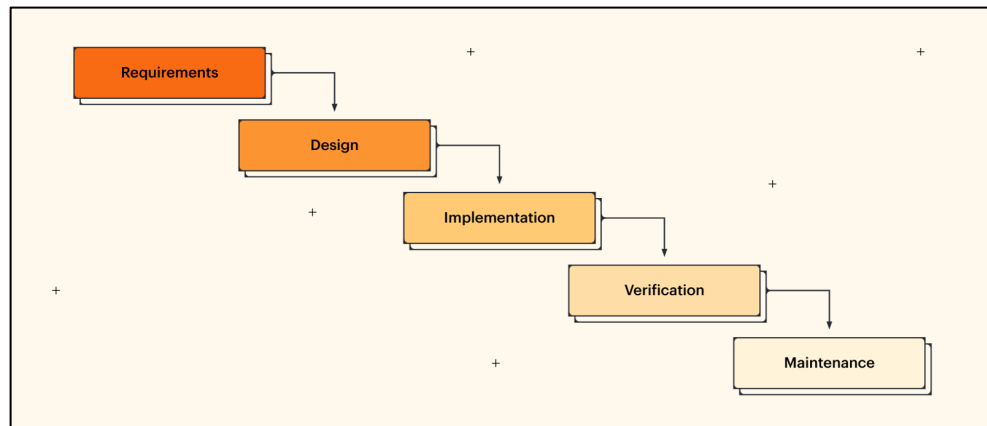 Requirements
Design
Implementation
Verification
Maintenance